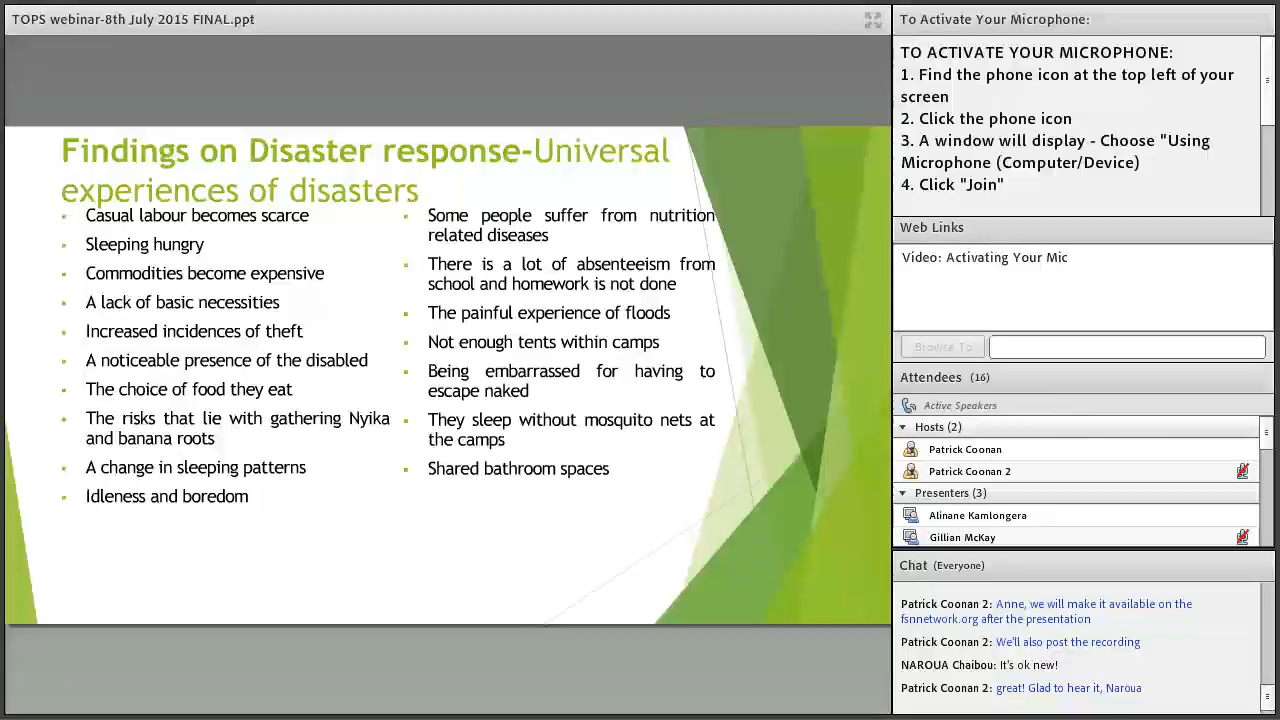 TOPS webinar-8th July 2015 FINAL.ppt
Findings on Disaster response-Universal
experiences of disasters
Casual labour becomes scarce
Sleeping hungry
Commodities become expensive
A lack of basic necessities
Increased incidences of theft
A noticeable presence of the disabled
The choice of food they eat
The risks that lie with gathering Nyika
and banana roots
A change in sleeping patterns
Idleness and boredom
Some people suffer from nutrition
related diseases
There is a lot of absenteeism from
school and homework is not done
The painful experience of floods
Not enough tents within camps
Being embarrassed for having to
escape naked
They sleep without mosquito nets at
the camps
Shared bathroom spaces
To Activate Your Microphone:
TO ACTIVATE YOUR MICROPHONE:
1. Find the phone icon at the top left of your
screen
2. Click the phone icon
3. A window will display - Choose "Using
Microphone (Computer/Device)
4. Click "Join"
Web Links
Video: Activating Your Mic
Browse To
Attendees (16)
Active Speakers
Hosts (2)
Patrick Coonan
Patrick Coonan 2
Presenters (3)
Alinane Kamlongera
Gillian McKay
Chat (Everyone)
Patrick Coonan 2: Anne, we will make it available on the
fsnnetwork.org after the presentation
Patrick Coonan 2: We'll also post the recording
NAROUA Chaibou: It's ok new!
Patrick Coonan 2: great! Glad to hear it, Naroua